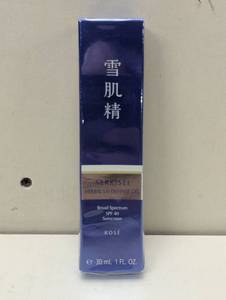 雪
肌
精
SEKKISEI
Broad Spectrum
SPF 40
Sunscreen
KOSÉ
℮ 30 mL 1 FL. OZ.